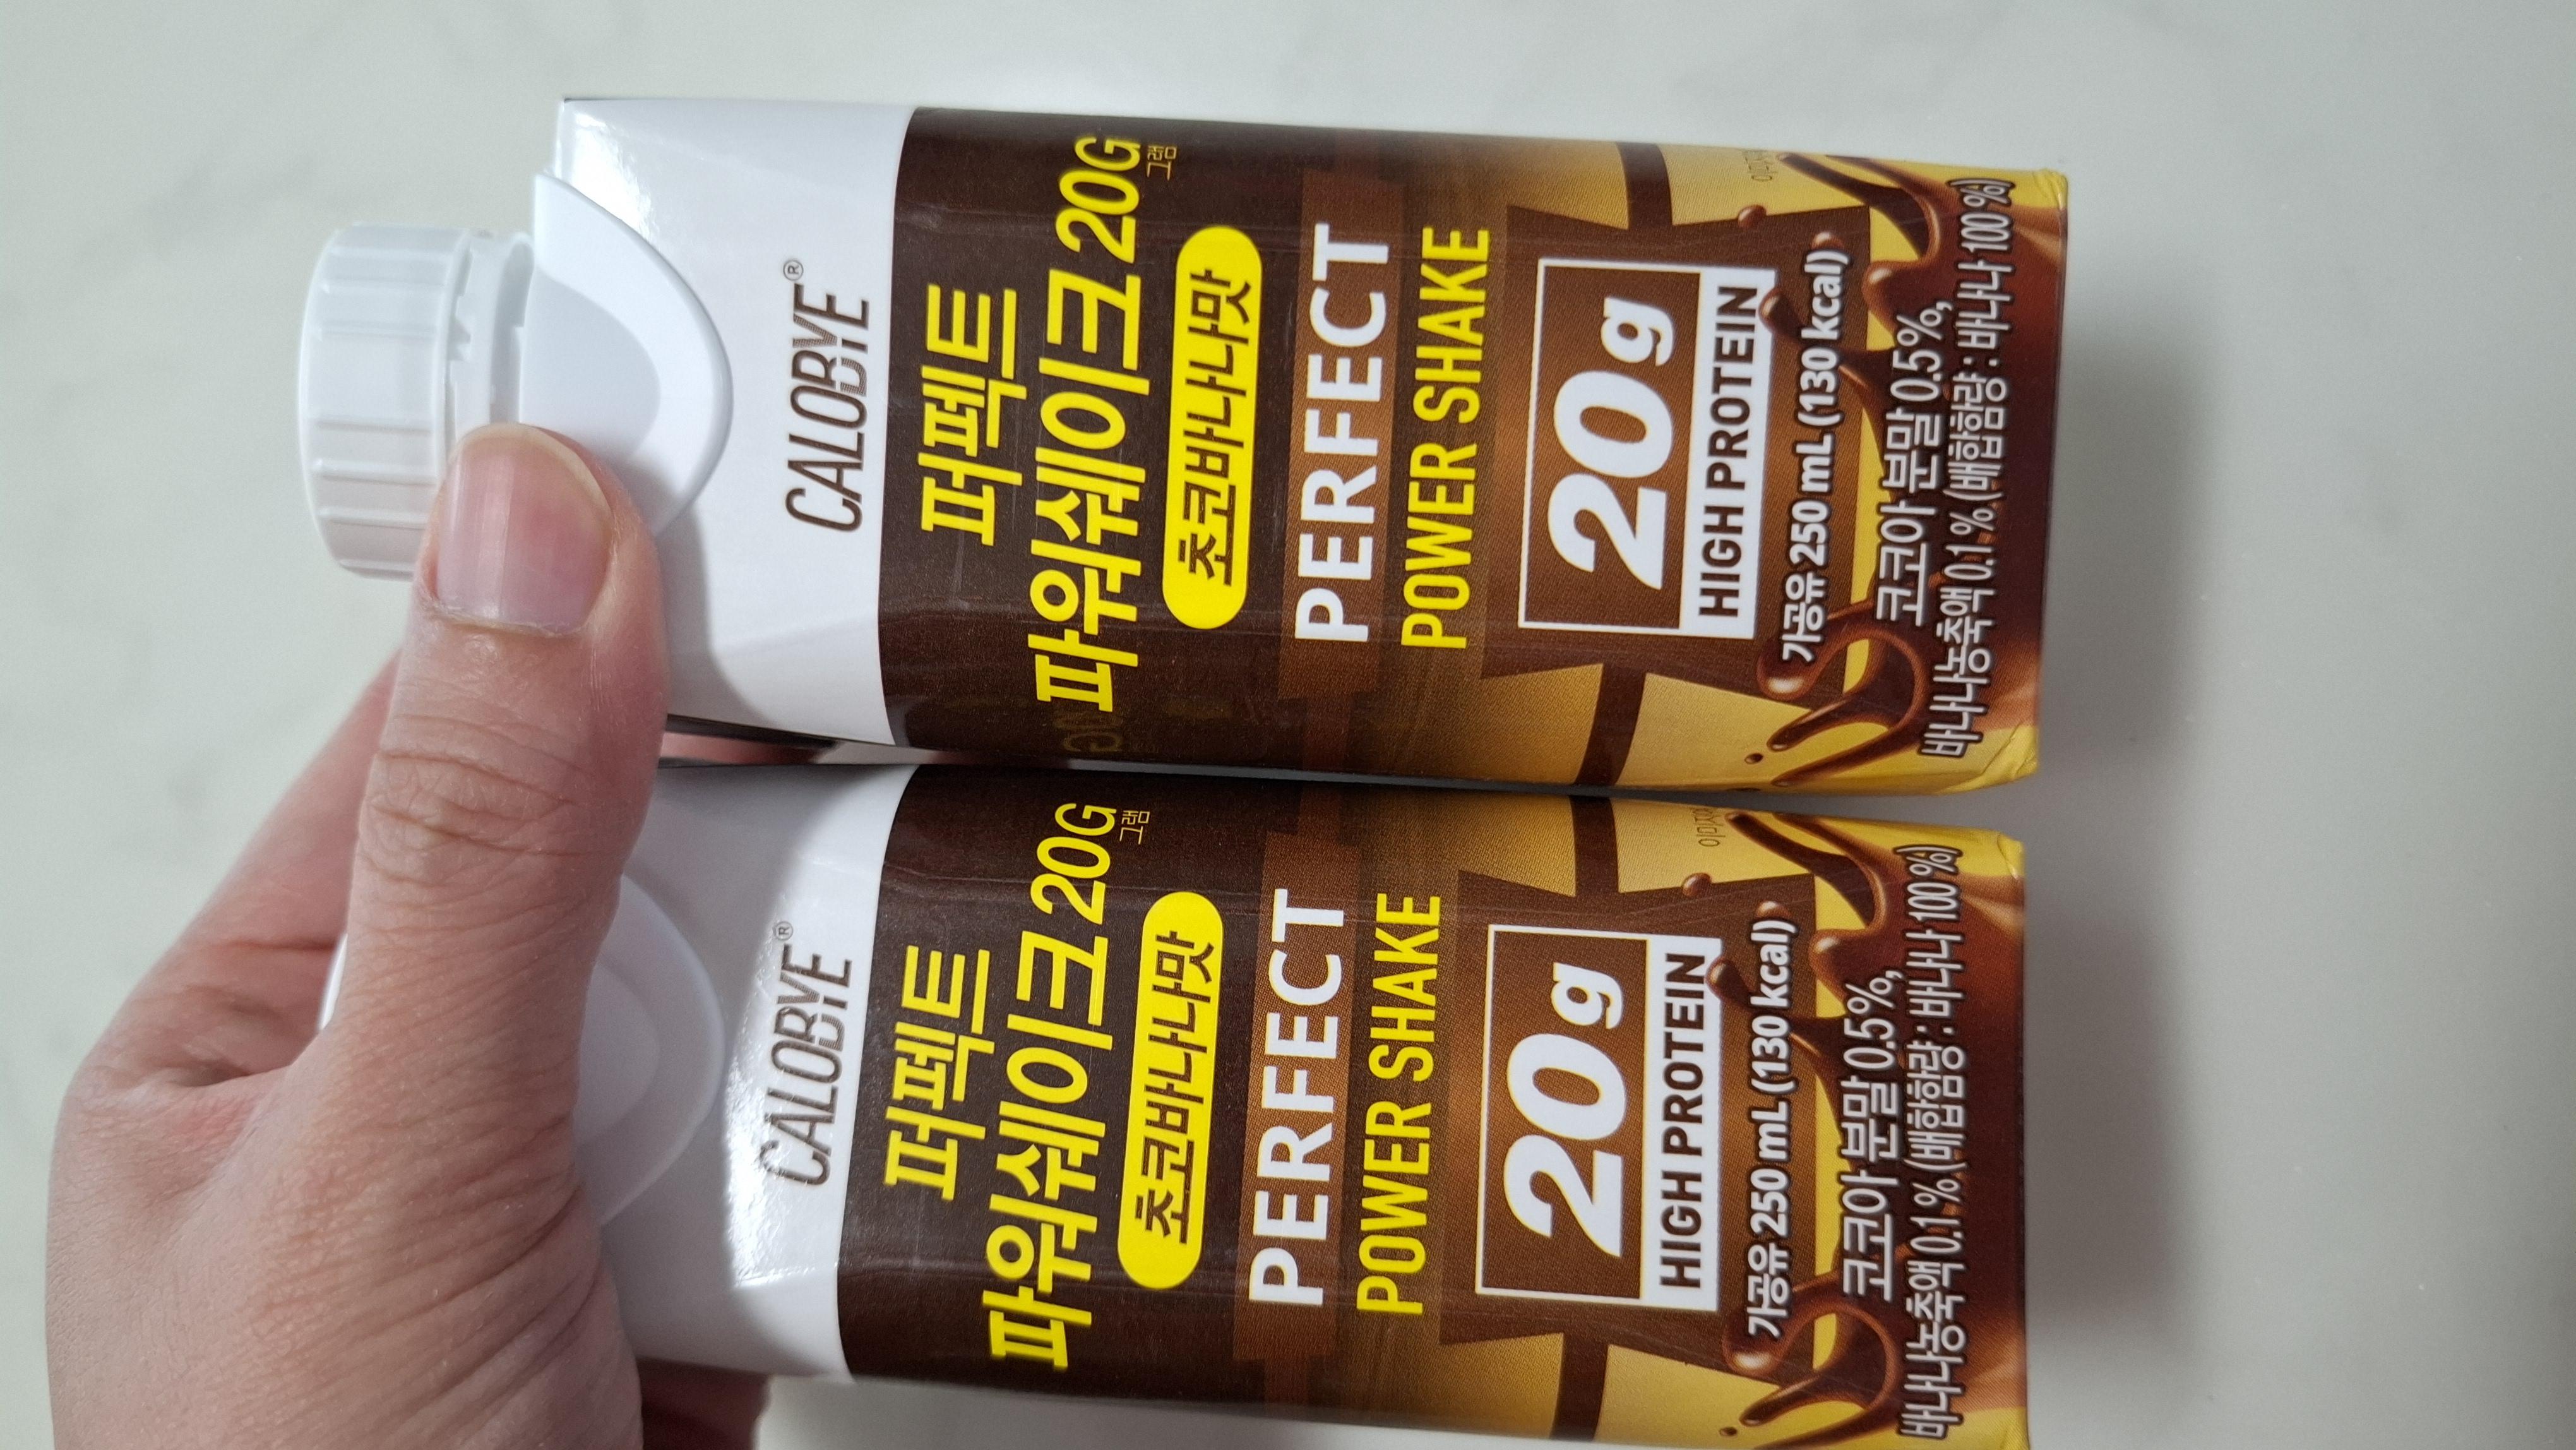 CALOBYE®
퍼펙트
파워쉐이크 20G
그램
초코바나나맛
PERFECT
POWER SHAKE
20g
HIGH PROTEIN
가공유 250 mL (130 kcal)
코코아 분말 0.5%,
바나나농축액 0.1% (배합함량 : 바나나 100%)
CALOBYE®
퍼펙트
파워쉐이크 20G
그램
초코바나나맛
PERFECT
POWER SHAKE
20g
HIGH PROTEIN
가공유 250 mL (130 kcal)
코코아 분말 0.5%,
바나나농축액 0.1% (배합함량 : 바나나 100%)